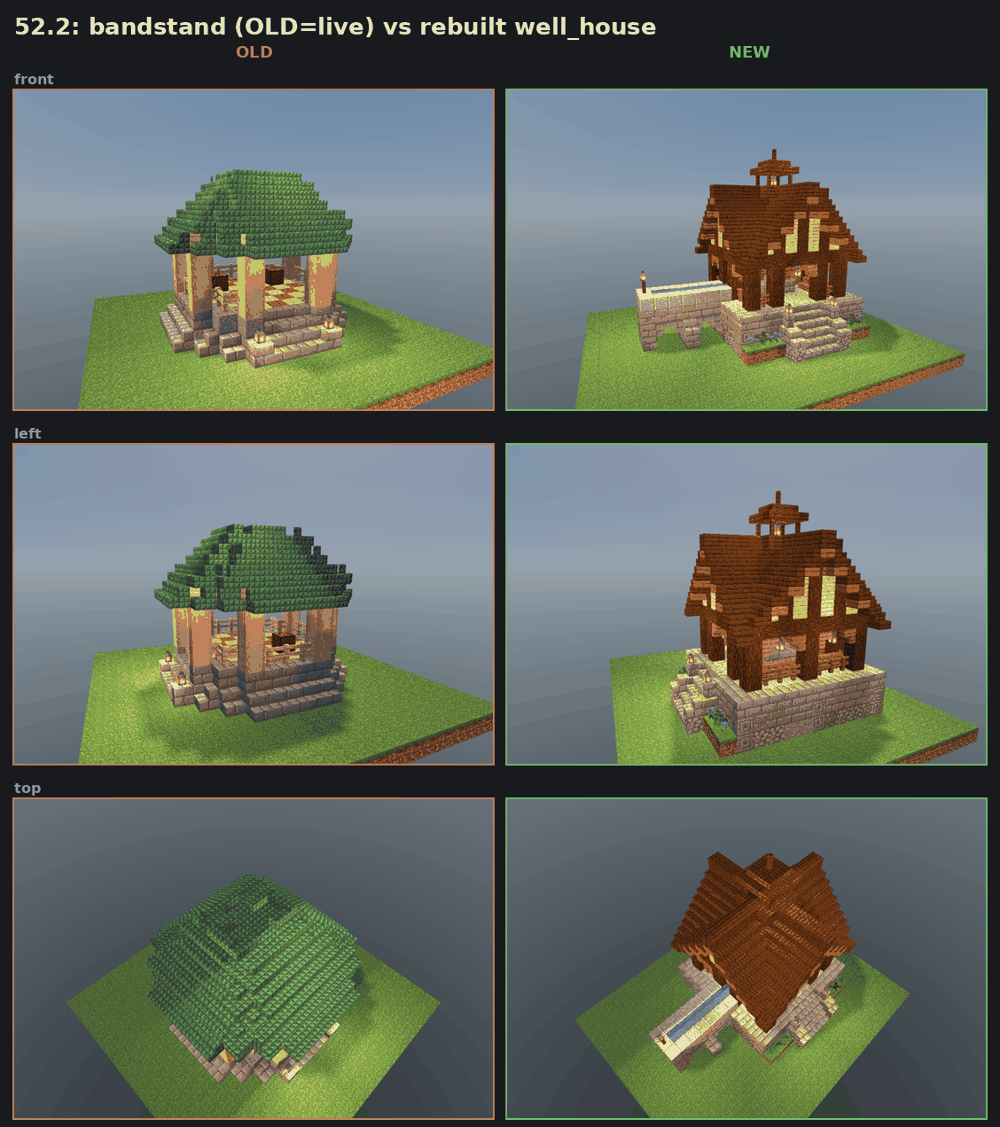 52.2: bandstand (OLD=live) vs rebuilt well_house
OLD NEW
front
left
top